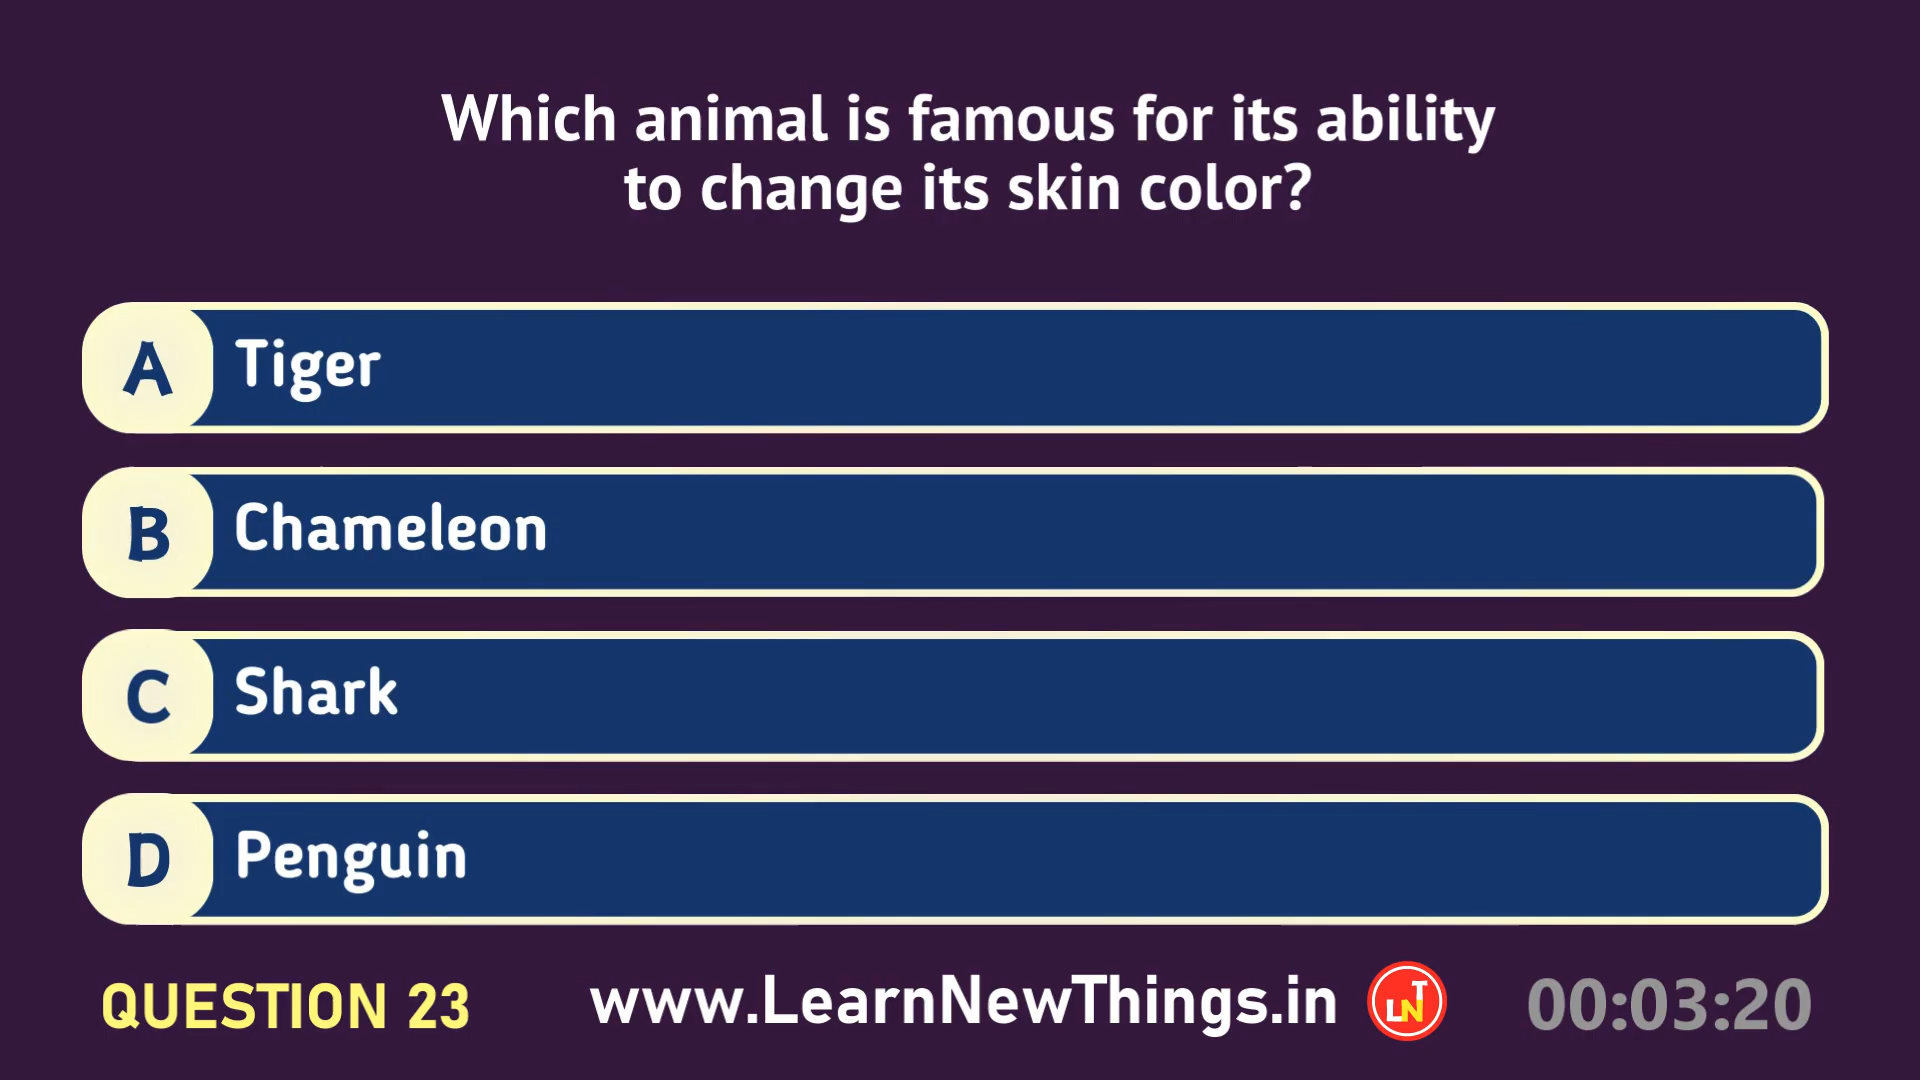 Which animal is famous for its ability
to change its skin color?
A Tiger
B Chameleon
C Shark
D Penguin
QUESTION 23 www.LearnNewThings.in LNT 00:03:20